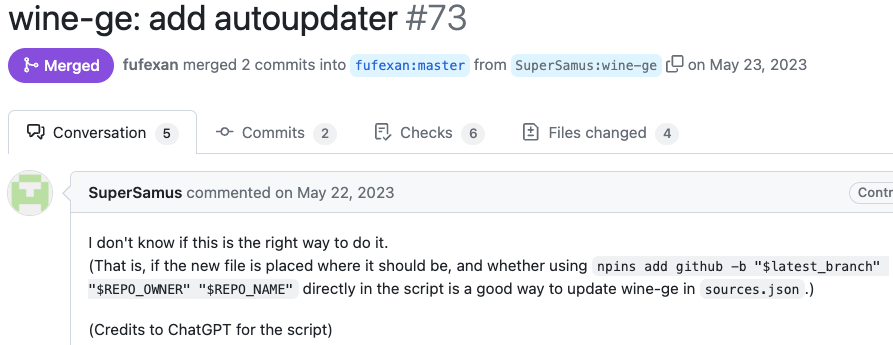 wine-ge: add autoupdater #73
Merged fufexan merged 2 commits into fufexan:master from SuperSamus:wine-ge on May 23, 2023
Conversation 5 Commits 2 Checks 6 Files changed 4
SuperSamus commented on May 22, 2023 Contr
I don't know if this is the right way to do it.
(That is, if the new file is placed where it should be, and whether using npins add github -b "$latest_branch"
"$REPO_OWNER" "$REPO_NAME" directly in the script is a good way to update wine-ge in sources.json.)
(Credits to ChatGPT for the script)